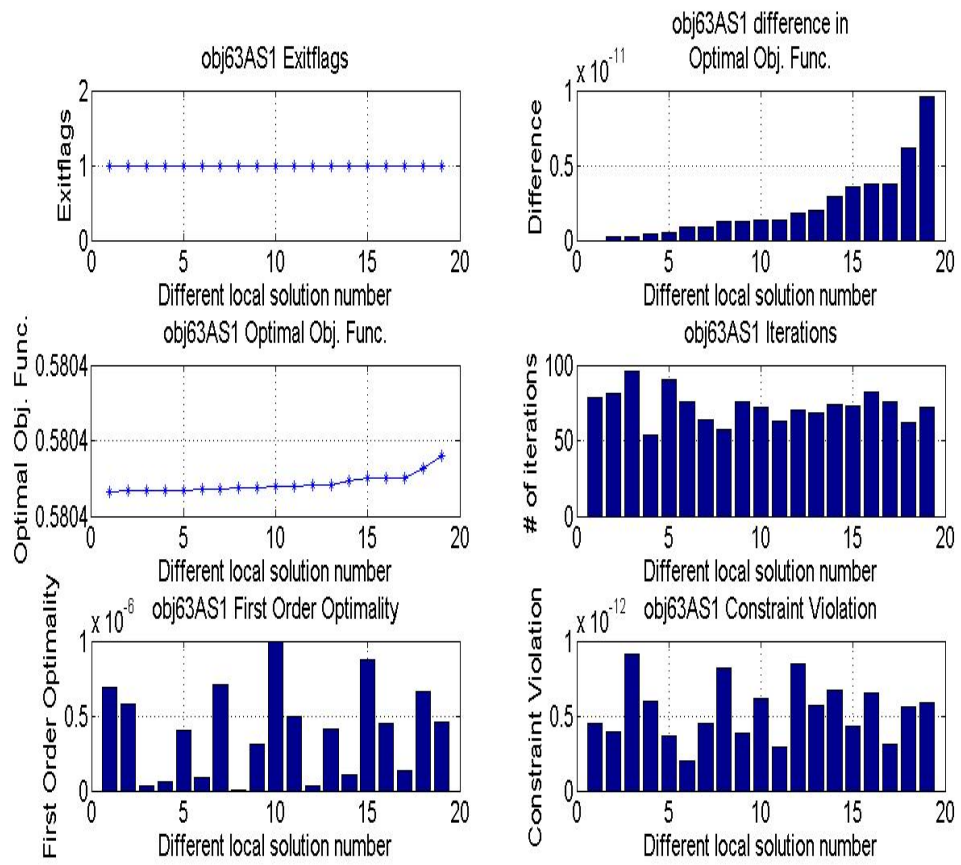 obj63AS1 Exitflags
2
1
0
Exitflags
0 5 10 15 20
Different local solution number
obj63AS1 difference in
Optimal Obj. Func.
x 10^-11
1
0.5
0
Difference
0 5 10 15 20
Different local solution number
obj63AS1 Optimal Obj. Func.
0.5804
0.5804
0.5804
Optimal Obj. Func.
0 5 10 15 20
Different local solution number
obj63AS1 Iterations
100
50
0
# of iterations
0 5 10 15 20
Different local solution number
obj63AS1 First Order Optimality
x 10^-6
1
0.5
0
First Order Optimality
0 5 10 15 20
Different local solution number
obj63AS1 Constraint Violation
x 10^-12
1
0.5
0
Constraint Violation
0 5 10 15 20
Different local solution number